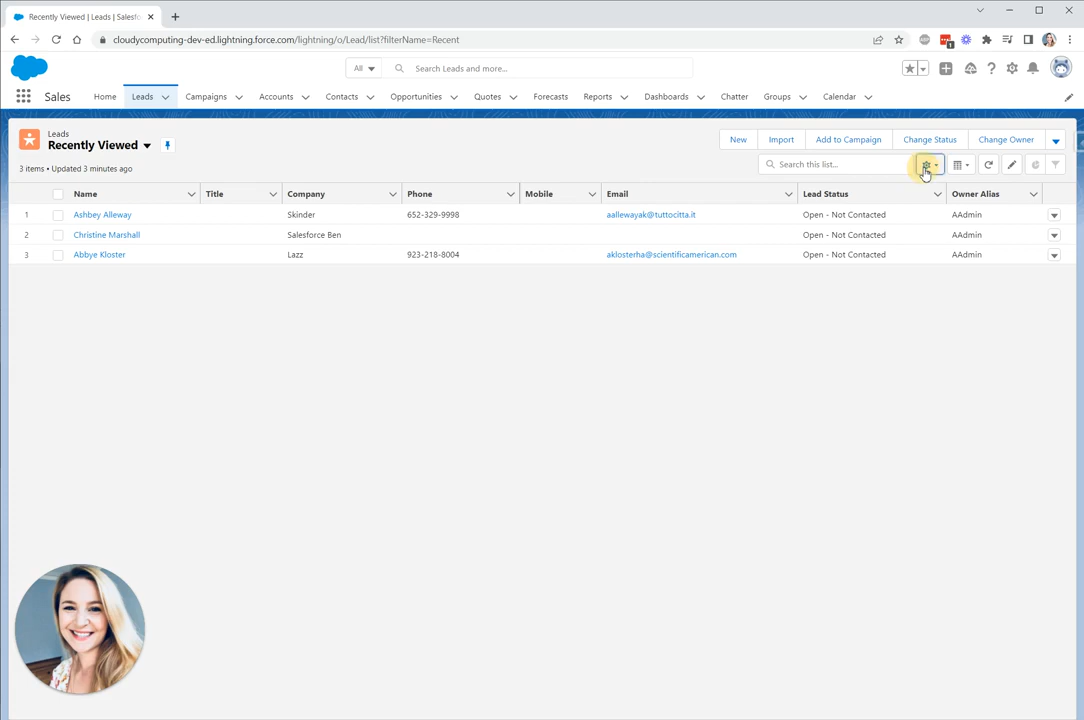 Recently Viewed | Leads | Salesfo
cloudycomputing-dev-ed.lightning.force.com/lightning/o/Lead/list?filterName=Recent
1
All
Search Leads and more...
Sales
Home
Leads
Campaigns
Accounts
Contacts
Opportunities
Quotes
Forecasts
Reports
Dashboards
Chatter
Groups
Calendar
Leads
Recently Viewed
New
Import
Add to Campaign
Change Status
Change Owner
3 items • Updated 3 minutes ago
Search this list...
Name
Title
Company
Phone
Mobile
Email
Lead Status
Owner Alias
1 Ashbey Alleway Skinder 652-329-9998 aallewayak@tuttocitta.it Open - Not Contacted AAdmin
2 Christine Marshall Salesforce Ben Open - Not Contacted AAdmin
3 Abbye Kloster Lazz 923-218-8004 aklosterha@scientificamerican.com Open - Not Contacted AAdmin